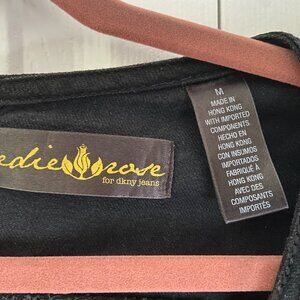 edie rose
for dkny jeans
M
MADE IN
HONG KONG
WITH IMPORTED
COMPONENTS
HECHO EN
HONG KONG
CON INSUMOS
IMPORTADOS
FABRIQUÉ À
HONG KONG
AVEC DES
COMPOSANTS
IMPORTÉS